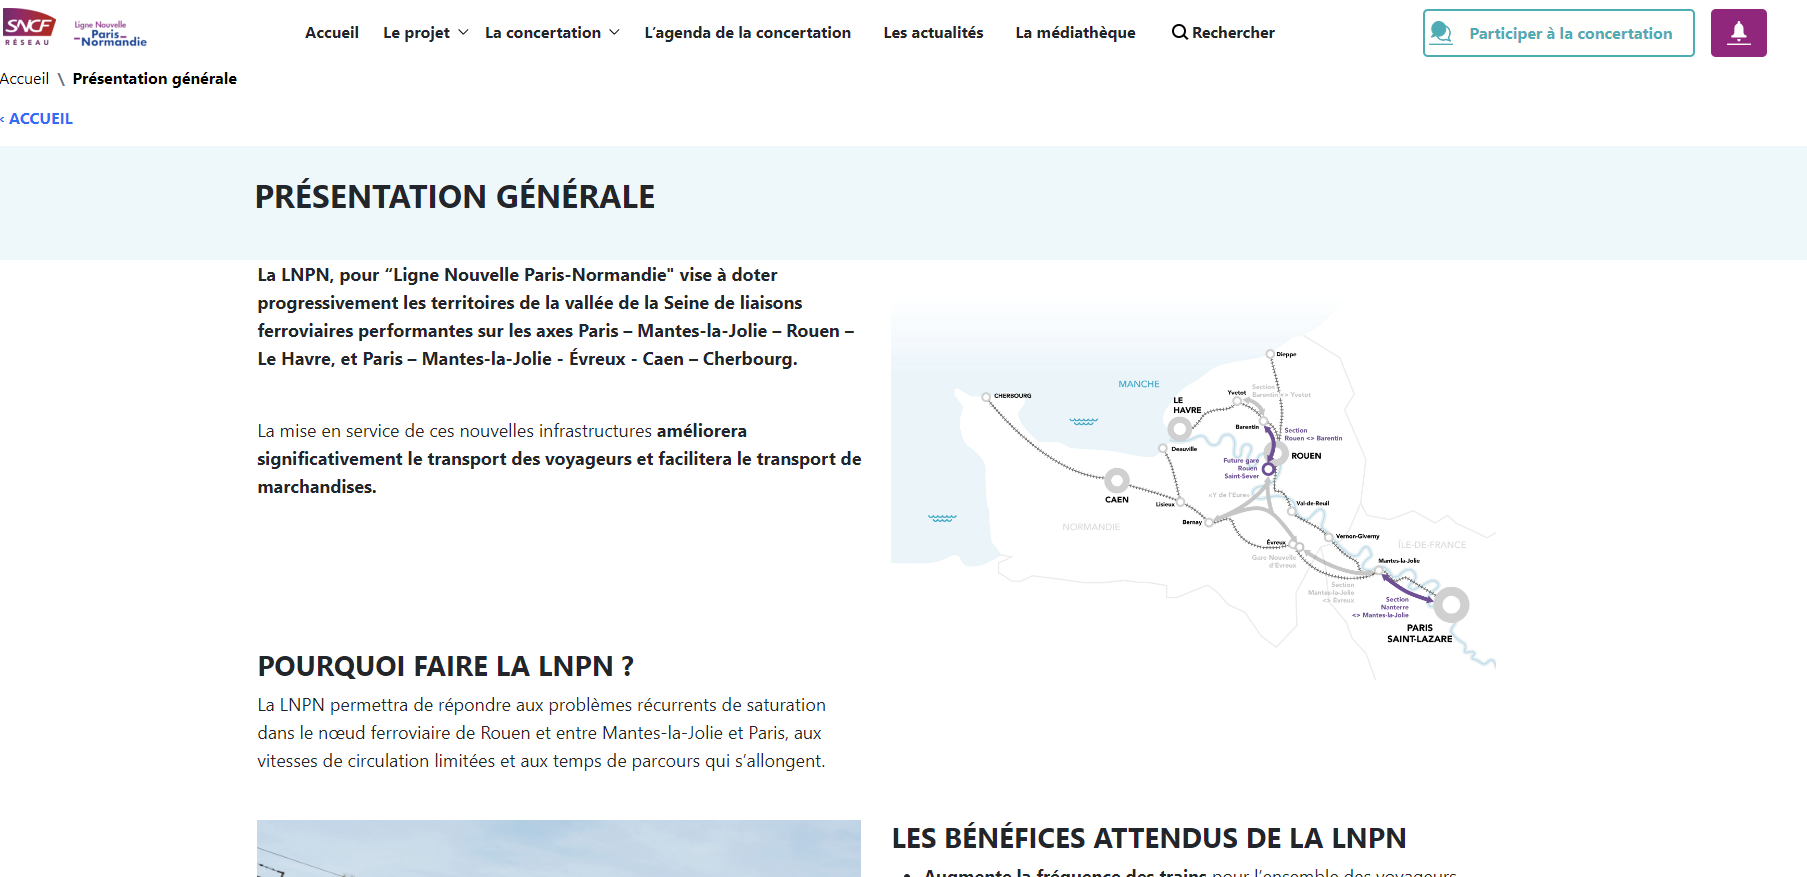 SNCF
RÉSEAU
Ligne Nouvelle
Paris–
–Normandie
Accueil
Le projet
La concertation
L'agenda de la concertation
Les actualités
La médiathèque
Rechercher
Participer à la concertation
Accueil \ Présentation générale
‹ ACCUEIL
PRÉSENTATION GÉNÉRALE
La LNPN, pour “Ligne Nouvelle Paris-Normandie" vise à doter
progressivement les territoires de la vallée de la Seine de liaisons
ferroviaires performantes sur les axes Paris – Mantes-la-Jolie – Rouen –
Le Havre, et Paris – Mantes-la-Jolie - Évreux - Caen – Cherbourg.
La mise en service de ces nouvelles infrastructures améliorera
significativement le transport des voyageurs et facilitera le transport de
marchandises.
Dieppe
MANCHE
CHERBOURG
Yvetot
Section
Barentin <> Yvetot
LE
HAVRE
Barentin
Section
Rouen <> Barentin
Deauville
ROUEN
Future gare
Rouen
Saint-Sever
CAEN
«Y de l'Eure»
Lisieux
Val-de-Reuil
Bernay
NORMANDIE
Vernon-Giverny
Évreux
ÎLE-DE-FRANCE
Gare Nouvelle
d'Evreux
Mantes-la-Jolie
Section
Mantes-la-Jolie
<> Evreux
Section
Nanterre
<> Mantes-la-Jolie
PARIS
SAINT-LAZARE
POURQUOI FAIRE LA LNPN ?
La LNPN permettra de répondre aux problèmes récurrents de saturation
dans le nœud ferroviaire de Rouen et entre Mantes-la-Jolie et Paris, aux
vitesses de circulation limitées et aux temps de parcours qui s’allongent.
LES BÉNÉFICES ATTENDUS DE LA LNPN
• Augmente la fréquence des trains pour l’ensemble des voyageurs